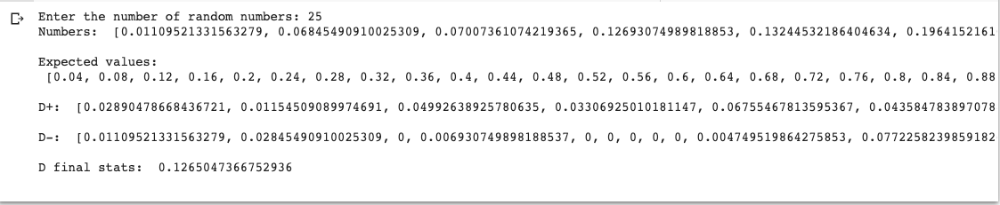 Enter the number of random numbers: 25
Numbers:  [0.01109521331563279, 0.06845490910025309, 0.07007361074219365, 0.12693074989818853, 0.13244532186404634, 0.1964152161
Expected values:
[0.04, 0.08, 0.12, 0.16, 0.2, 0.24, 0.28, 0.32, 0.36, 0.4, 0.44, 0.48, 0.52, 0.56, 0.6, 0.64, 0.68, 0.72, 0.76, 0.8, 0.84, 0.88
D+:  [0.02890478668436721, 0.01154509089974691, 0.04992638925780635, 0.03306925010181147, 0.06755467813595367, 0.043584783897078
D-:  [0.01109521331563279, 0.02845490910025309, 0, 0.006930749898188537, 0, 0, 0, 0, 0, 0.004749519864275853, 0.0772258239859182
D final stats:  0.1265047366752936